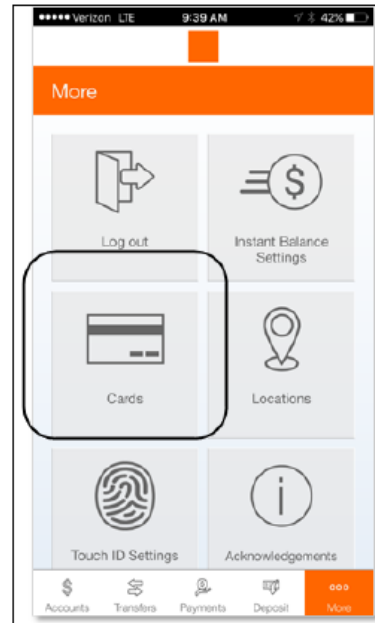 Verizon LTE 9:39 AM 42%
More
Log out
Instant Balance
Settings
Cards
Locations
Touch ID Settings
Acknowledgements
Accounts Transfers Payments Deposit More